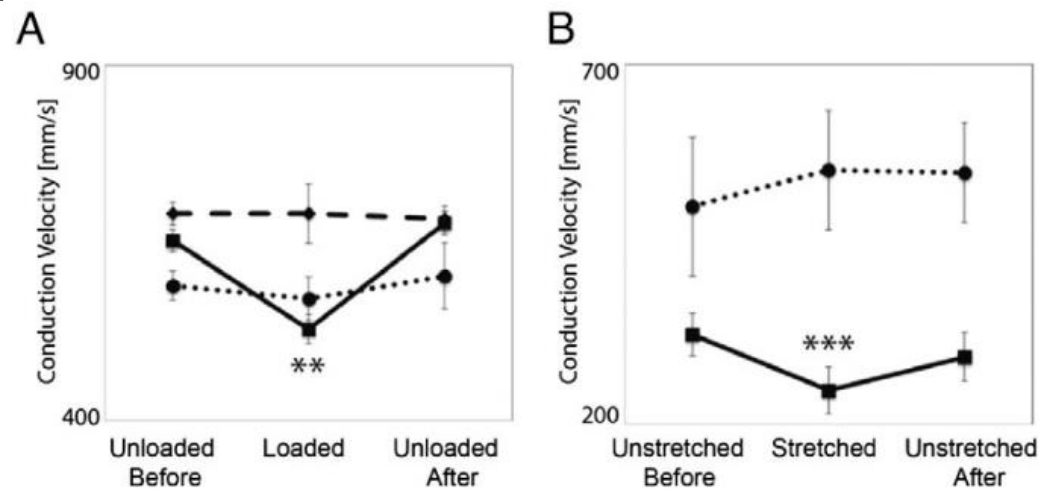 A
B
900
700
Conduction Velocity [mm/s]
Conduction Velocity [mm/s]
**
***
400
200
Unloaded Before
Loaded
Unloaded After
Unstretched Before
Stretched
Unstretched After